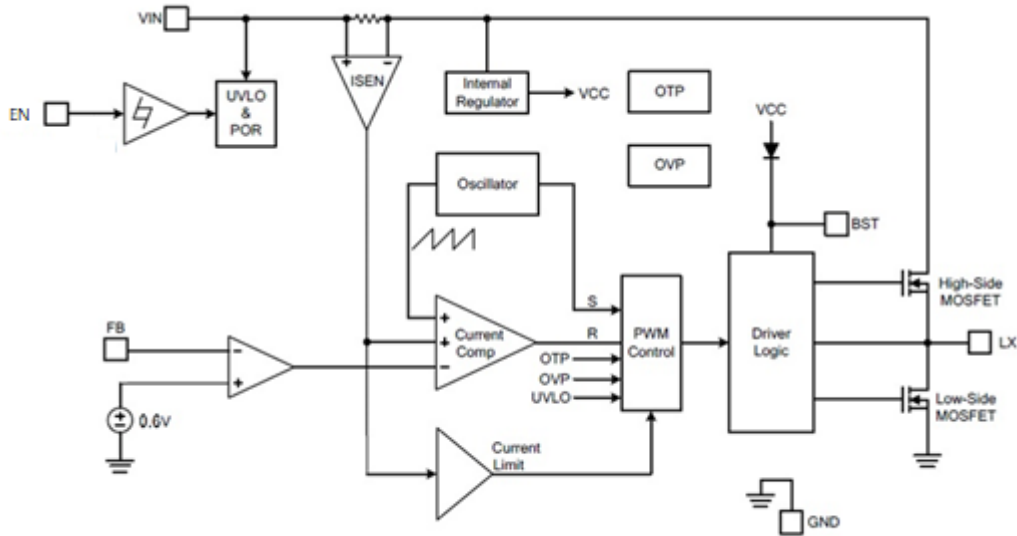 VIN
+ −
ISEN
Internal
Regulator
VCC
OTP
EN
UVLO
&
POR
VCC
OVP
Oscillator
BST
High-Side
MOSFET
S
FB
+
Current
Comp
+
−
R
PWM
Control
Driver
Logic
LX
−
+
OTP
OVP
UVLO
Low-Side
MOSFET
0.6V
Current
Limit
GND